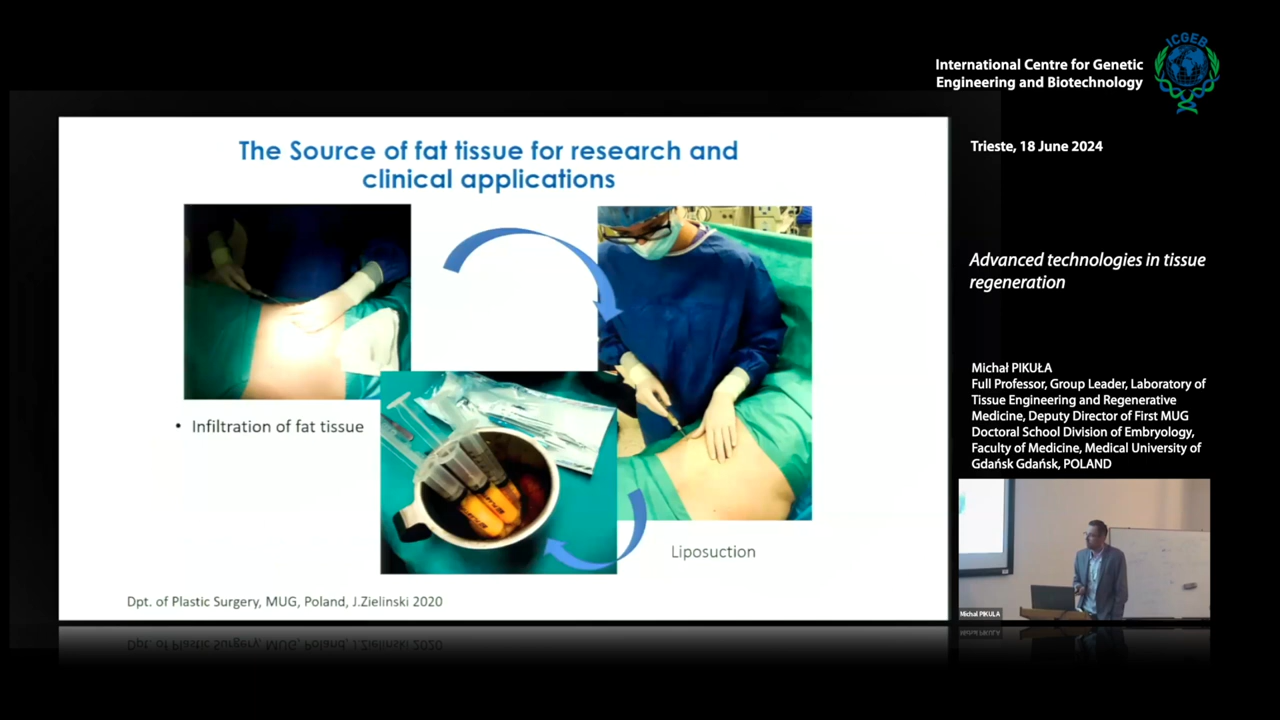 International Centre for Genetic
Engineering and Biotechnology
ICGEB
Trieste, 18 June 2024
The Source of fat tissue for research and
clinical applications
• Infiltration of fat tissue
Liposuction
Dpt. of Plastic Surgery, MUG, Poland, J.Zielinski 2020
Advanced technologies in tissue
regeneration
Michał PIKUŁA
Full Professor, Group Leader, Laboratory of
Tissue Engineering and Regenerative
Medicine, Deputy Director of First MUG
Doctoral School Division of Embryology,
Faculty of Medicine, Medical University of
Gdańsk Gdańsk, POLAND
Michal PIKULA